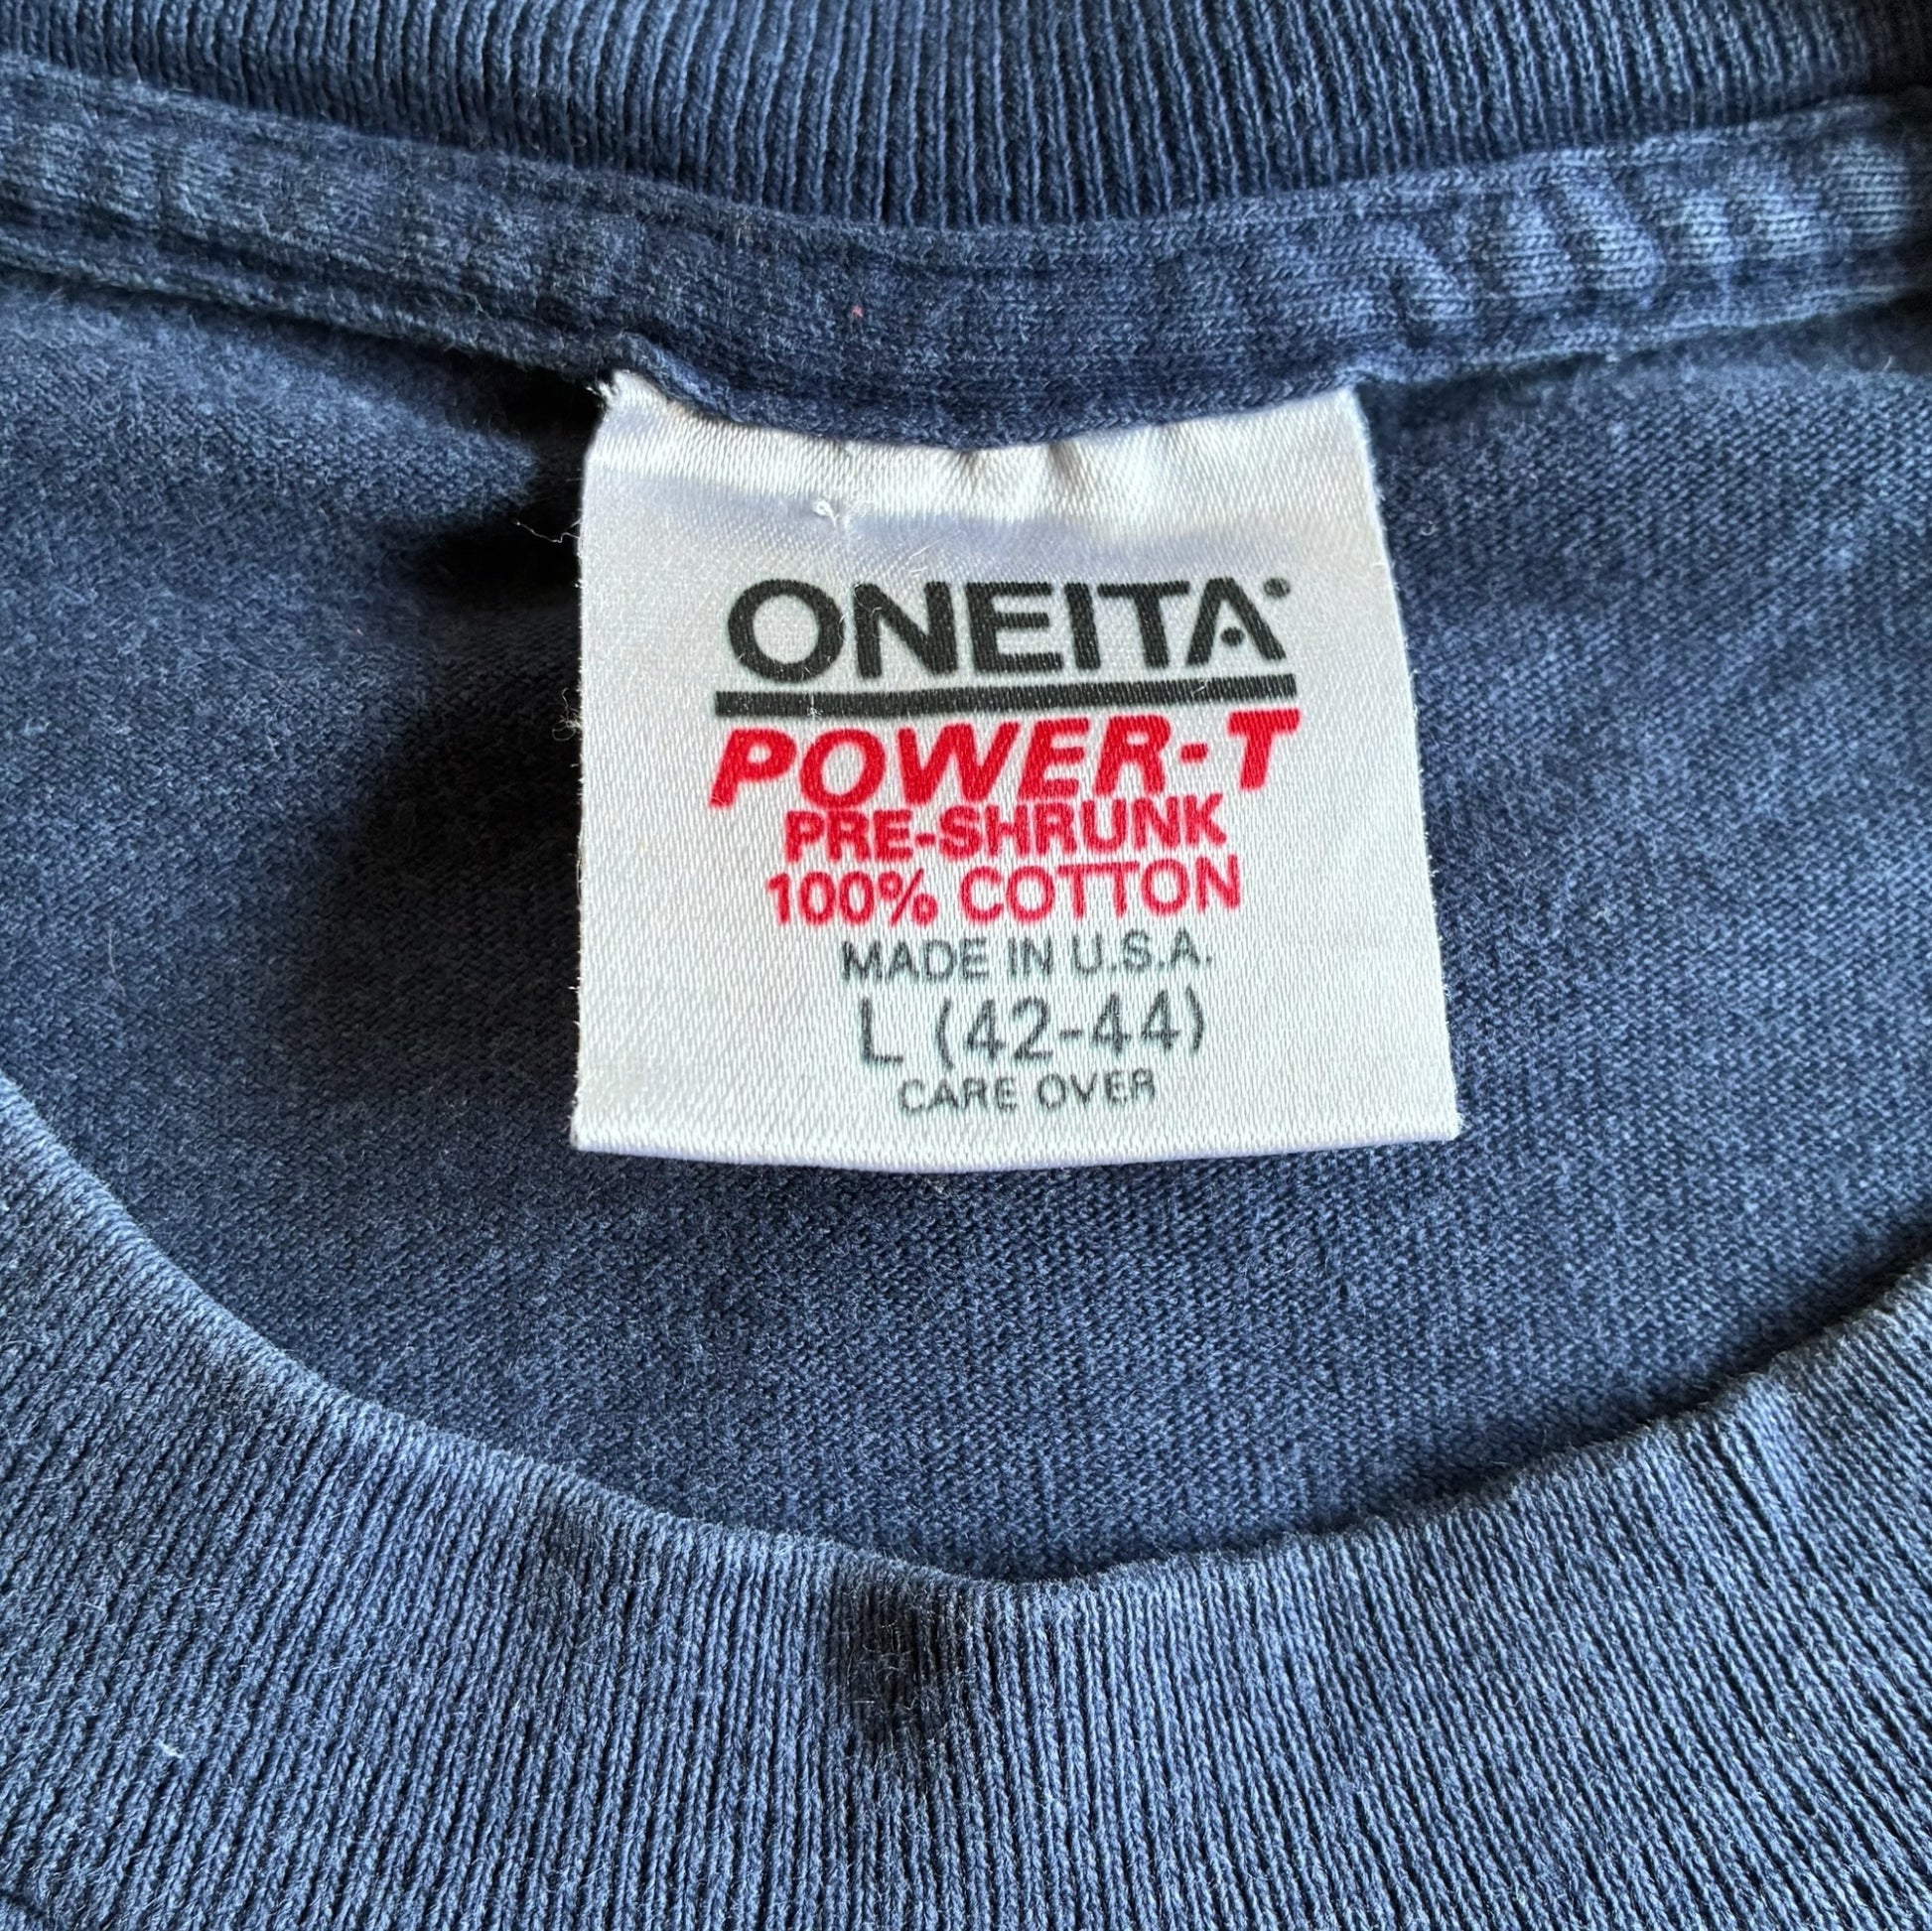 ONEITA
POWER-T
PRE-SHRUNK
100% COTTON
MADE IN U.S.A.
L (42-44)
CARE OVER